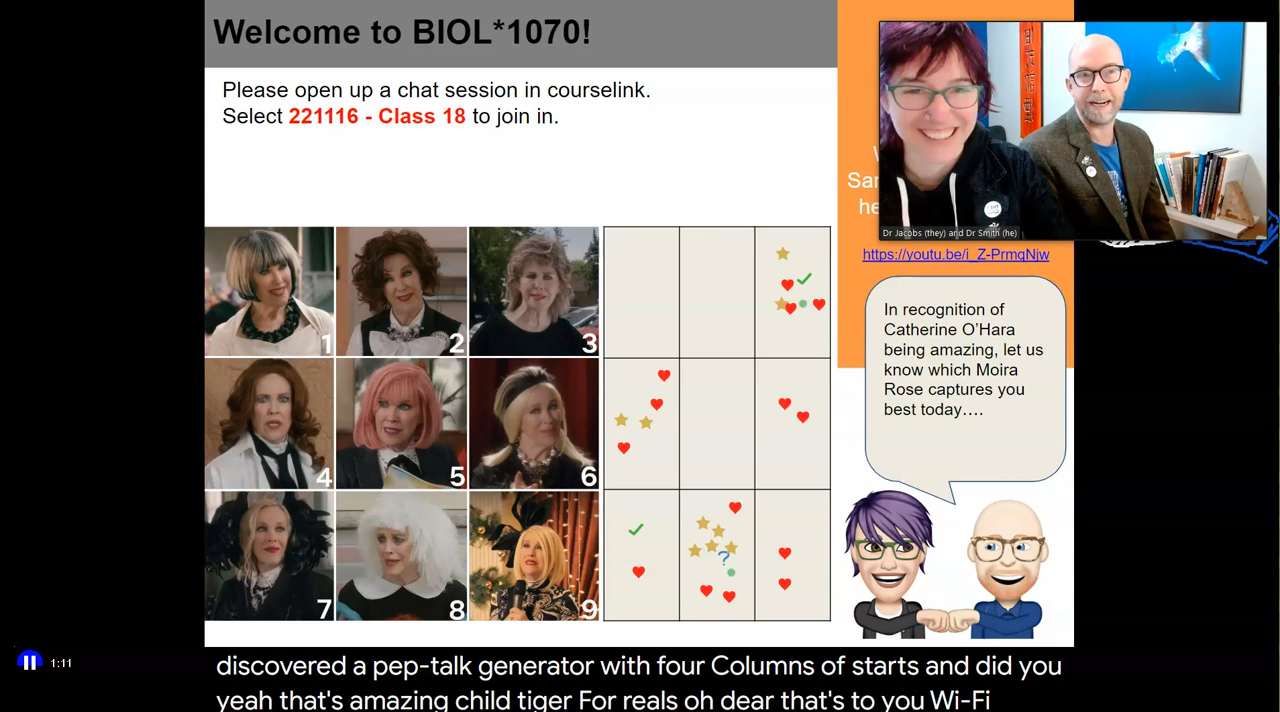 Welcome to BIOL*1070!
Please open up a chat session in courselink.
Select 221116 - Class 18 to join in.
Dr Jacobs (they) and Dr Smith (he)
https://youtu.be/i_Z-PrmqNjw
In recognition of
Catherine O'Hara
being amazing, let us
know which Moira
Rose captures you
best today....
1
2
3
4
5
6
7
8
9
?
1:11
discovered a pep-talk generator with four Columns of starts and did you
yeah that's amazing child tiger For reals oh dear that's to you Wi-Fi